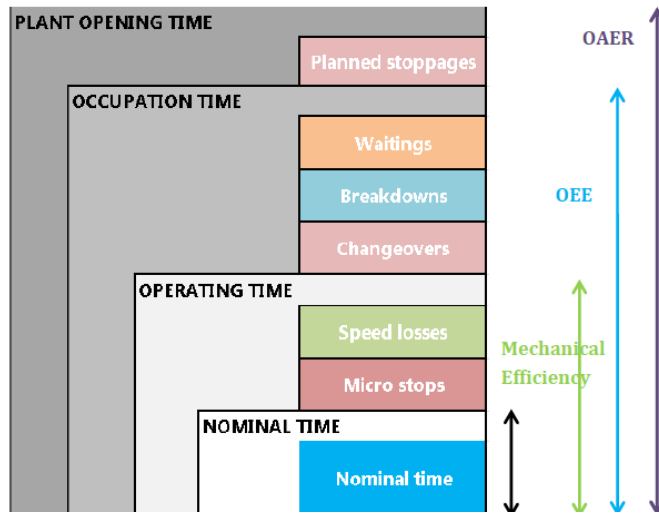 PLANT OPENING TIME
OAER
Planned stoppages
OCCUPATION TIME
Waitings
Breakdowns
OEE
Changeovers
OPERATING TIME
Speed losses
Mechanical
Efficiency
Micro stops
NOMINAL TIME
Nominal time